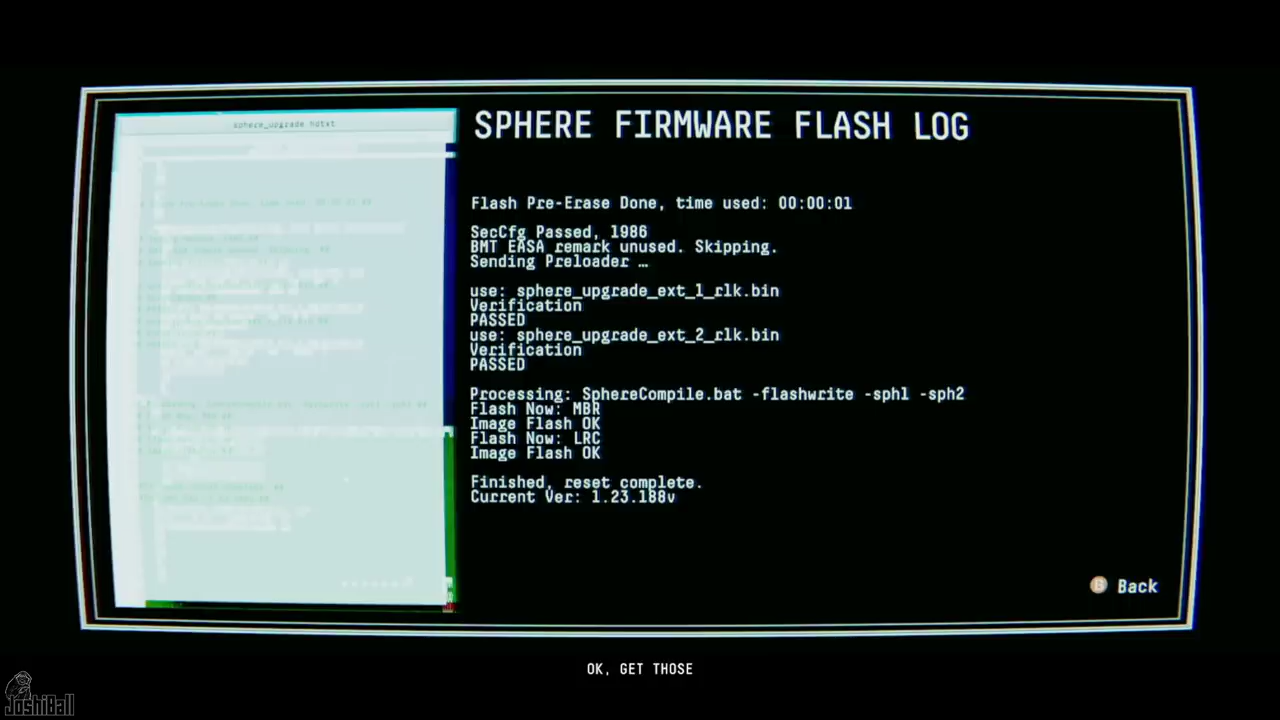 SPHERE FIRMWARE FLASH LOG
Flash Pre-Erase Done, time used: 00:00:01
SecCfg Passed, 1986
BMT EASA remark unused. Skipping.
Sending Preloader …
use: sphere_upgrade_ext_1_rlk.bin
Verification
PASSED
use: sphere_upgrade_ext_2_rlk.bin
Verification
PASSED
Processing: SphereCompile.bat -flashwrite -sph1 -sph2
Flash Now: MBR
Image Flash OK
Flash Now: LRC
Image Flash OK
Finished, reset complete.
Current Ver: 1.23.188v
B Back
OK, GET THOSE
JoshiBall